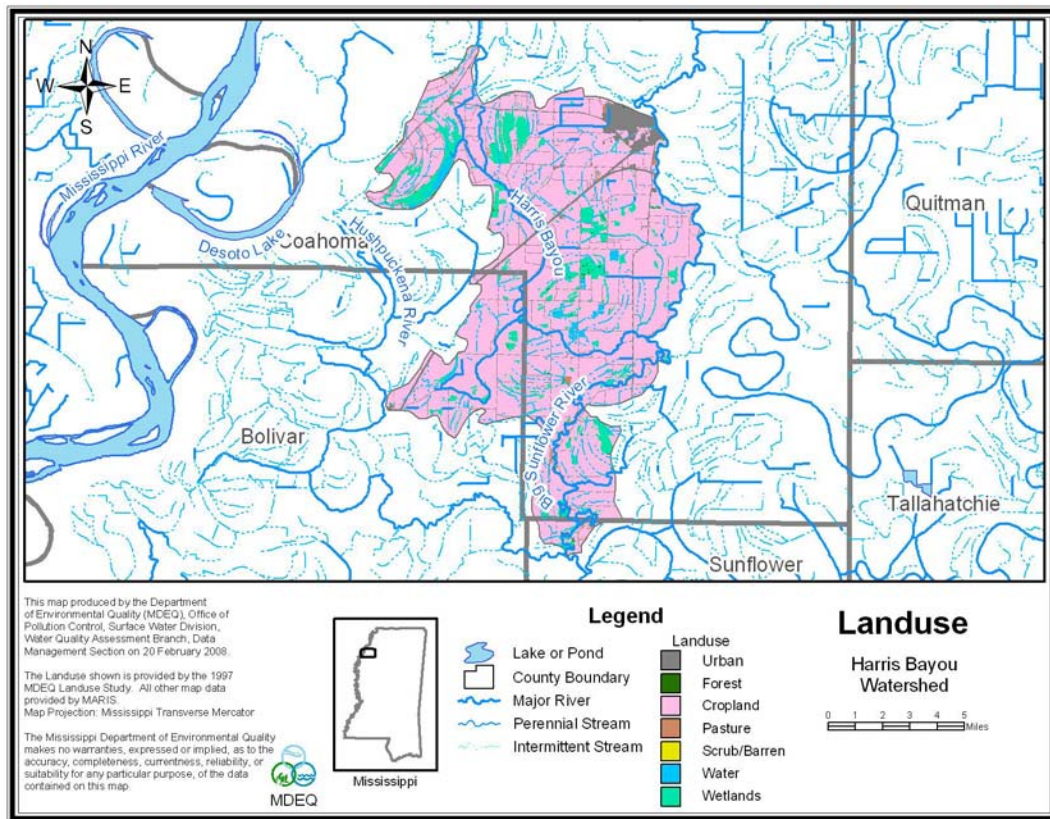 N
W E
S
Mississippi River
Desoto Lake
Coahoma
Hushpuckena River
Harris Bayou
Quitman
Bolivar
Big Sunflower River
Tallahatchie
Sunflower
This map produced by the Department
of Environmental Quality (MDEQ), Office of
Pollution Control, Surface Water Division,
Water Quality Assessment Branch, Data
Management Section on 20 February 2008.
The Landuse shown is provided by the 1997
MDEQ Landuse Study. All other map data
provided by MARIS.
Map Projection: Mississippi Transverse Mercator
The Mississippi Department of Environmental Quality
makes no warranties, expressed or implied, as to the
accuracy, completeness, currentness, reliability, or
suitability for any particular purpose, of the data
contained on this map.
MDEQ
Mississippi
Legend
Lake or Pond
County Boundary
Major River
Perennial Stream
Intermittent Stream
Landuse
Urban
Forest
Cropland
Pasture
Scrub/Barren
Water
Wetlands
Landuse
Harris Bayou
Watershed
0 1 2 3 4 5
Miles